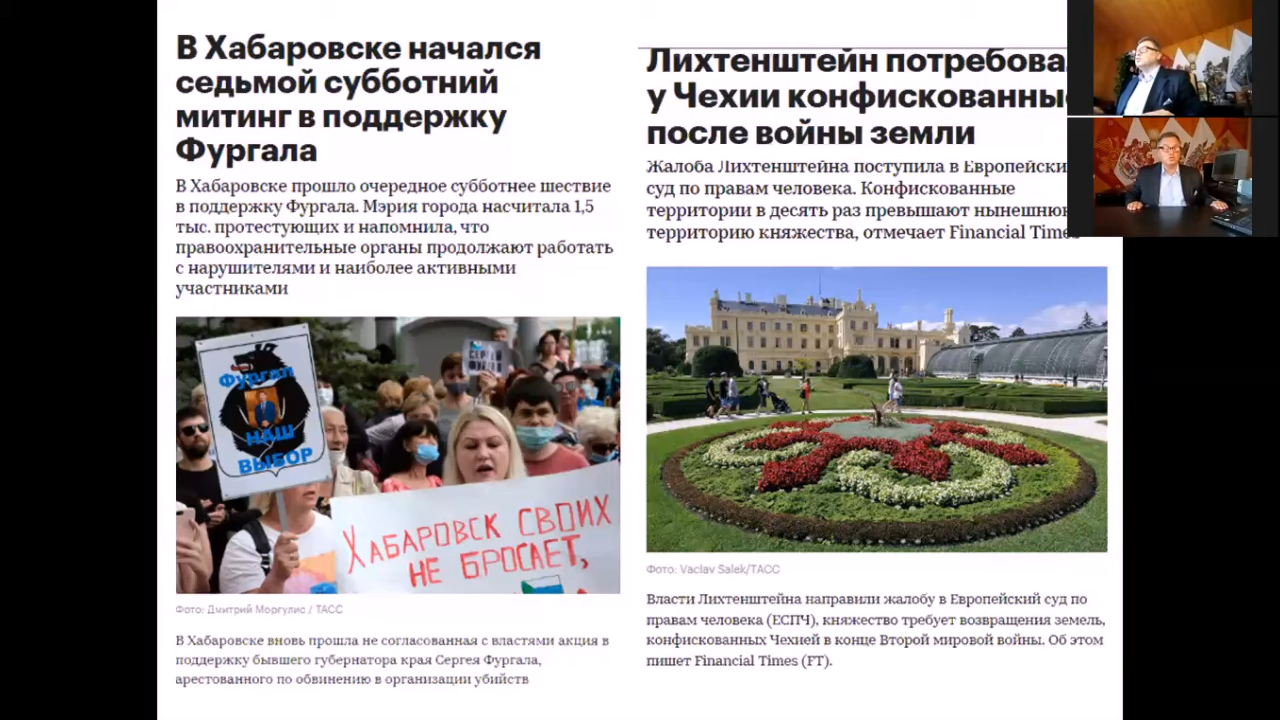 В Хабаровске начался
седьмой субботний
митинг в поддержку
Фургала
В Хабаровске прошло очередное субботнее шествие
в поддержку Фургала. Мэрия города насчитала 1,5
тыс. протестующих и напомнила, что
правоохранительные органы продолжают работать
с нарушителями и наиболее активными
участниками
Фургал
НАШ
ВЫБОР
СЕРГЕЙ
ФУРГАЛ
ХАБАРОВСК СВОИХ
НЕ БРОСАЕТ,
Фото: Дмитрий Моргулис / ТАСС
В Хабаровске вновь прошла не согласованная с властями акция в
поддержку бывшего губернатора края Сергея Фургала,
арестованного по обвинению в организации убийств
Лихтенштейн потребова
у Чехии конфискованны
после войны земли
Жалоба Лихтенштейна поступила в Европейски
суд по правам человека. Конфискованные
территории в десять раз превышают нынешню
территорию княжества, отмечает Financial Times
Фото: Vaclav Salek/ТАСС
Власти Лихтенштейна направили жалобу в Европейский суд по
правам человека (ЕСПЧ), княжество требует возвращения земель,
конфискованных Чехией в конце Второй мировой войны. Об этом
пишет Financial Times (FT).